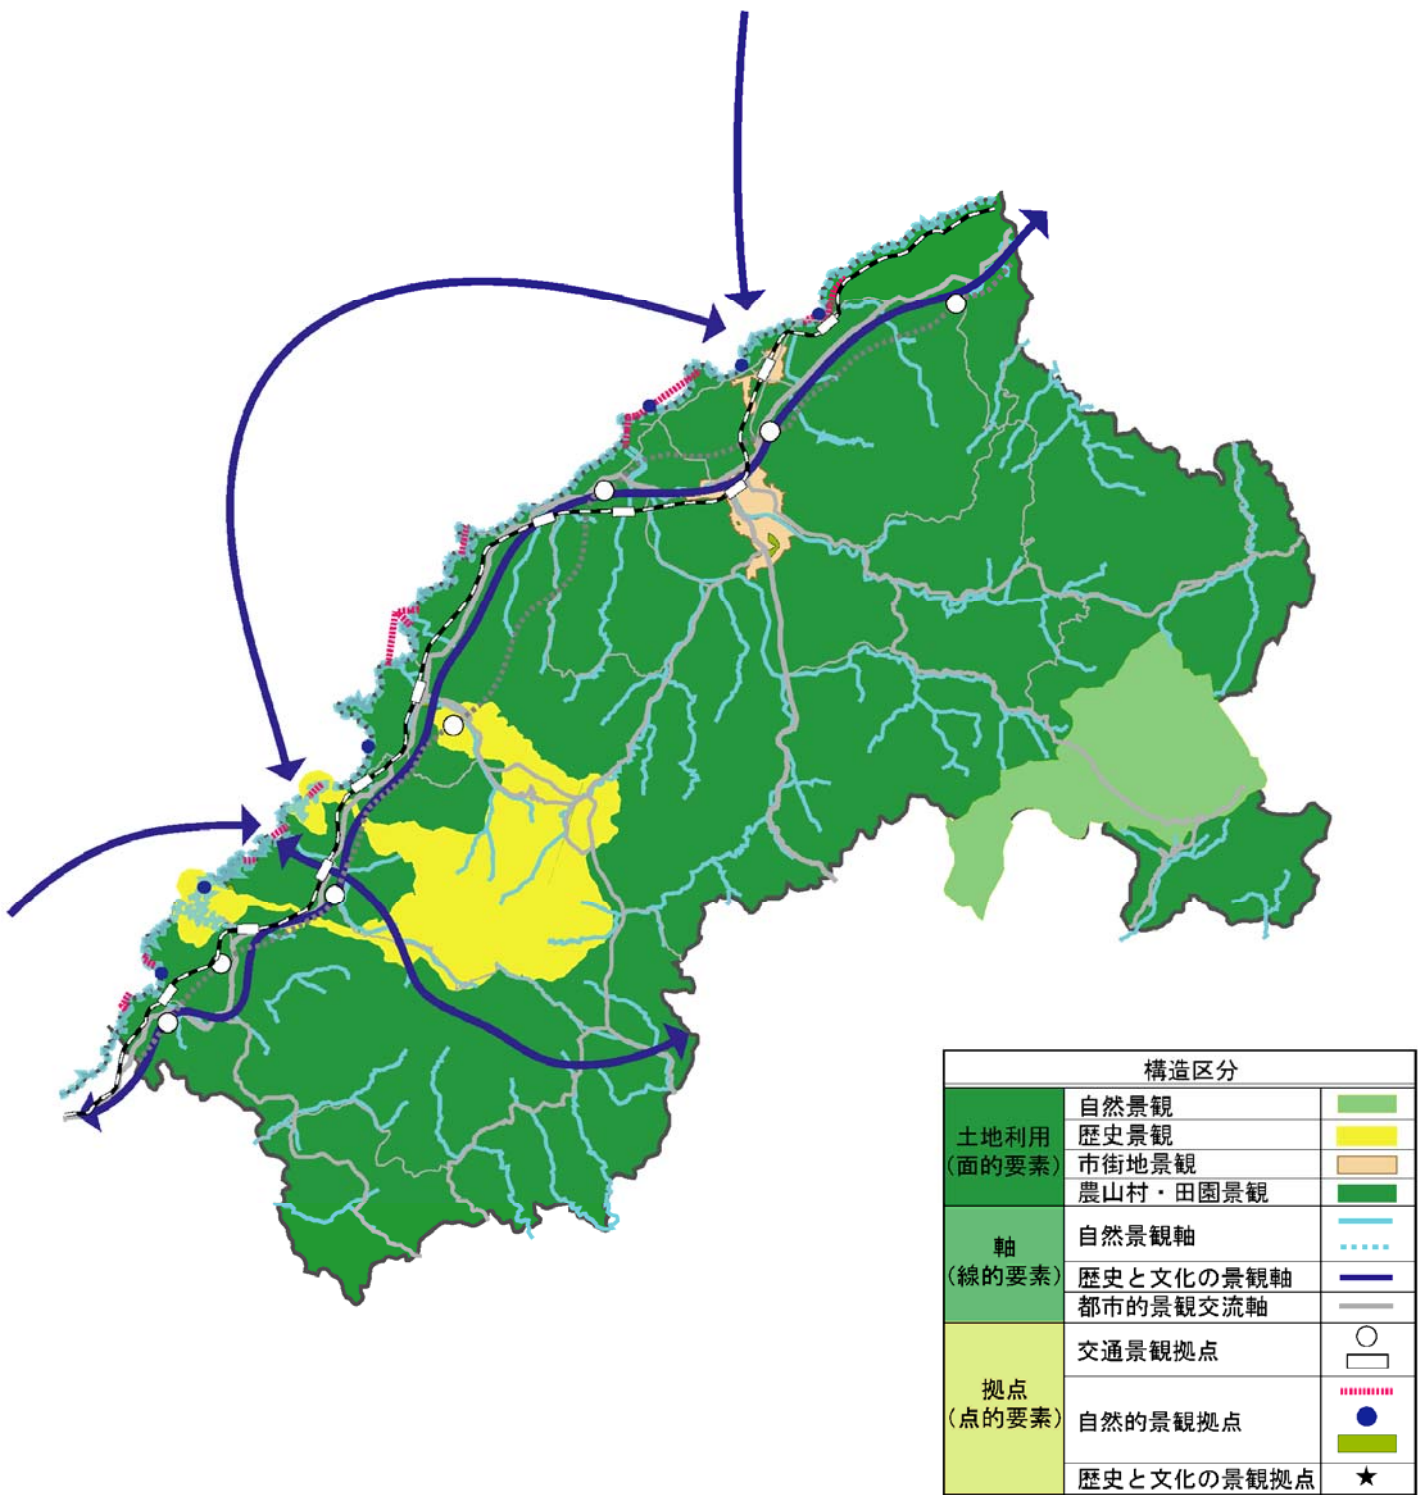 構造区分
土地利用
(面的要素)
自然景観
歴史景観
市街地景観
農山村・田園景観
軸
(線的要素)
自然景観軸
歴史と文化の景観軸
都市的景観交流軸
拠点
(点的要素)
交通景観拠点
自然的景観拠点
歴史と文化の景観拠点